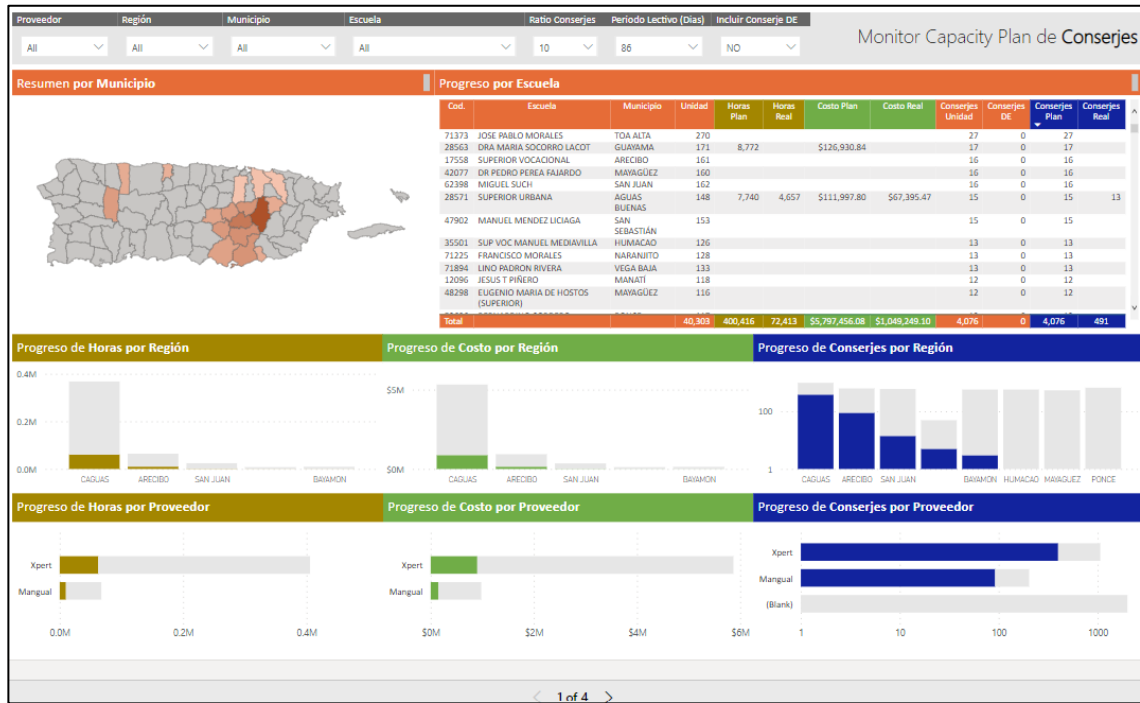 Proveedor Región Municipio Escuela Ratio Conserjes Período Lectivo (Días) Incluir Conserje DE
All All All All 10 86 NO
Monitor Capacity Plan de Conserjes
Resumen por Municipio
Progreso por Escuela
Cod. Escuela Municipio Unidad Horas Plan Horas Real Costo Plan Costo Real Conserjes Unidad Conserjes DE Conserjes Plan Conserjes Real
71373 JOSE PABLO MORALES TOA ALTA 270 27 0 27
28563 DRA MARIA SOCORRO LACOT GUAYAMA 171 8,772 $126,930.84 17 0 17
17558 SUPERIOR VOCACIONAL ARECIBO 161 16 0 16
42077 DR PEDRO PEREA FAJARDO MAYAGÜEZ 160 16 0 16
62398 MIGUEL SUCH SAN JUAN 162 16 0 16
28571 SUPERIOR URBANA AGUAS BUENAS 148 7,740 4,657 $111,997.80 $67,395.47 15 0 15 13
47902 MANUEL MENDEZ LICIAGA SAN SEBASTIÁN 153 15 0 15
35501 SUP VOC MANUEL MEDIAVILLA HUMACAO 126 13 0 13
71225 FRANCISCO MORALES NARANJITO 128 13 0 13
71894 LINO PADRON RIVERA VEGA BAJA 133 13 0 13
12096 JESUS T PIÑERO MANATÍ 118 12 0 12
48298 EUGENIO MARIA DE HOSTOS (SUPERIOR) MAYAGÜEZ 116 12 0 12
Total 40,303 400,416 72,413 $5,797,456.08 $1,049,249.10 4,076 0 4,076 491
Progreso de Horas por Región
0.4M
0.2M
0.0M
CAGUAS ARECIBO SAN JUAN BAYAMON
Progreso de Costo por Región
$5M
$0M
CAGUAS ARECIBO SAN JUAN BAYAMON
Progreso de Conserjes por Región
100
1
CAGUAS ARECIBO SAN JUAN BAYAMON HUMACAO MAYAGUEZ PONCE
Progreso de Horas por Proveedor
Xpert
Mangual
0.0M 0.2M 0.4M
Progreso de Costo por Proveedor
Xpert
Mangual
$0M $2M $4M $6M
Progreso de Conserjes por Proveedor
Xpert
Mangual
(Blank)
1 10 100 1000
1 of 4